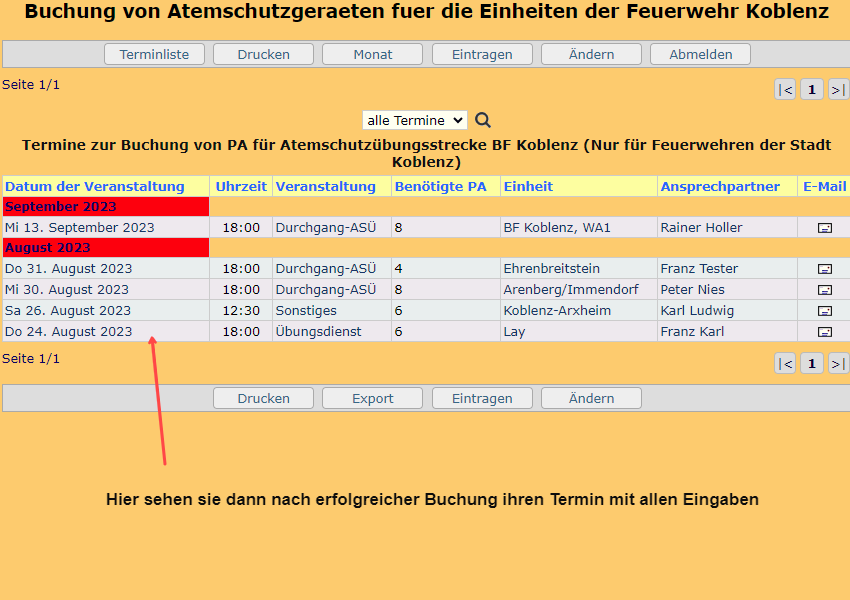 Buchung von Atemschutzgeraeten fuer die Einheiten der Feuerwehr Koblenz
Terminliste Drucken Monat Eintragen Ändern Abmelden
Seite 1/1 |< 1 >|
alle Termine
Termine zur Buchung von PA für Atemschutzübungsstrecke BF Koblenz (Nur für Feuerwehren der Stadt
Koblenz)
Datum der Veranstaltung Uhrzeit Veranstaltung Benötigte PA Einheit Ansprechpartner E-Mail
September 2023
Mi 13. September 2023 18:00 Durchgang-ASÜ 8 BF Koblenz, WA1 Rainer Holler
August 2023
Do 31. August 2023 18:00 Durchgang-ASÜ 4 Ehrenbreitstein Franz Tester
Mi 30. August 2023 18:00 Durchgang-ASÜ 8 Arenberg/Immendorf Peter Nies
Sa 26. August 2023 12:30 Sonstiges 6 Koblenz-Arxheim Karl Ludwig
Do 24. August 2023 18:00 Übungsdienst 6 Lay Franz Karl
Seite 1/1 |< 1 >|
Drucken Export Eintragen Ändern
Hier sehen sie dann nach erfolgreicher Buchung ihren Termin mit allen Eingaben